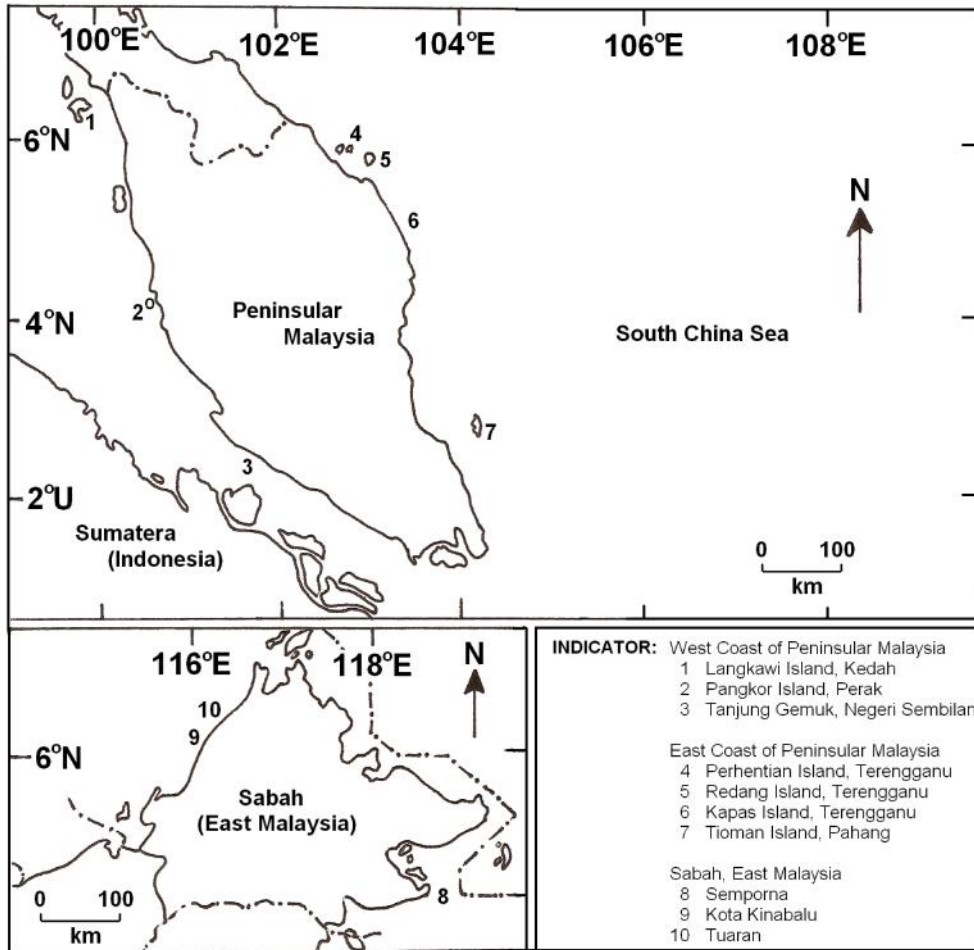 100°E 102°E 104°E 106°E 108°E
1
4
6°N
5
N
6
2
Peninsular
Malaysia
4°N
South China Sea
7
3
2°U
Sumatera
(Indonesia)
0 100
km
116°E 118°E N
10
9
6°N
Sabah
(East Malaysia)
0 100
km
8
INDICATOR: West Coast of Peninsular Malaysia
1 Langkawi Island, Kedah
2 Pangkor Island, Perak
3 Tanjung Gemuk, Negeri Sembilan
East Coast of Peninsular Malaysia
4 Perhentian Island, Terengganu
5 Redang Island, Terengganu
6 Kapas Island, Terengganu
7 Tioman Island, Pahang
Sabah, East Malaysia
8 Semporna
9 Kota Kinabalu
10 Tuaran